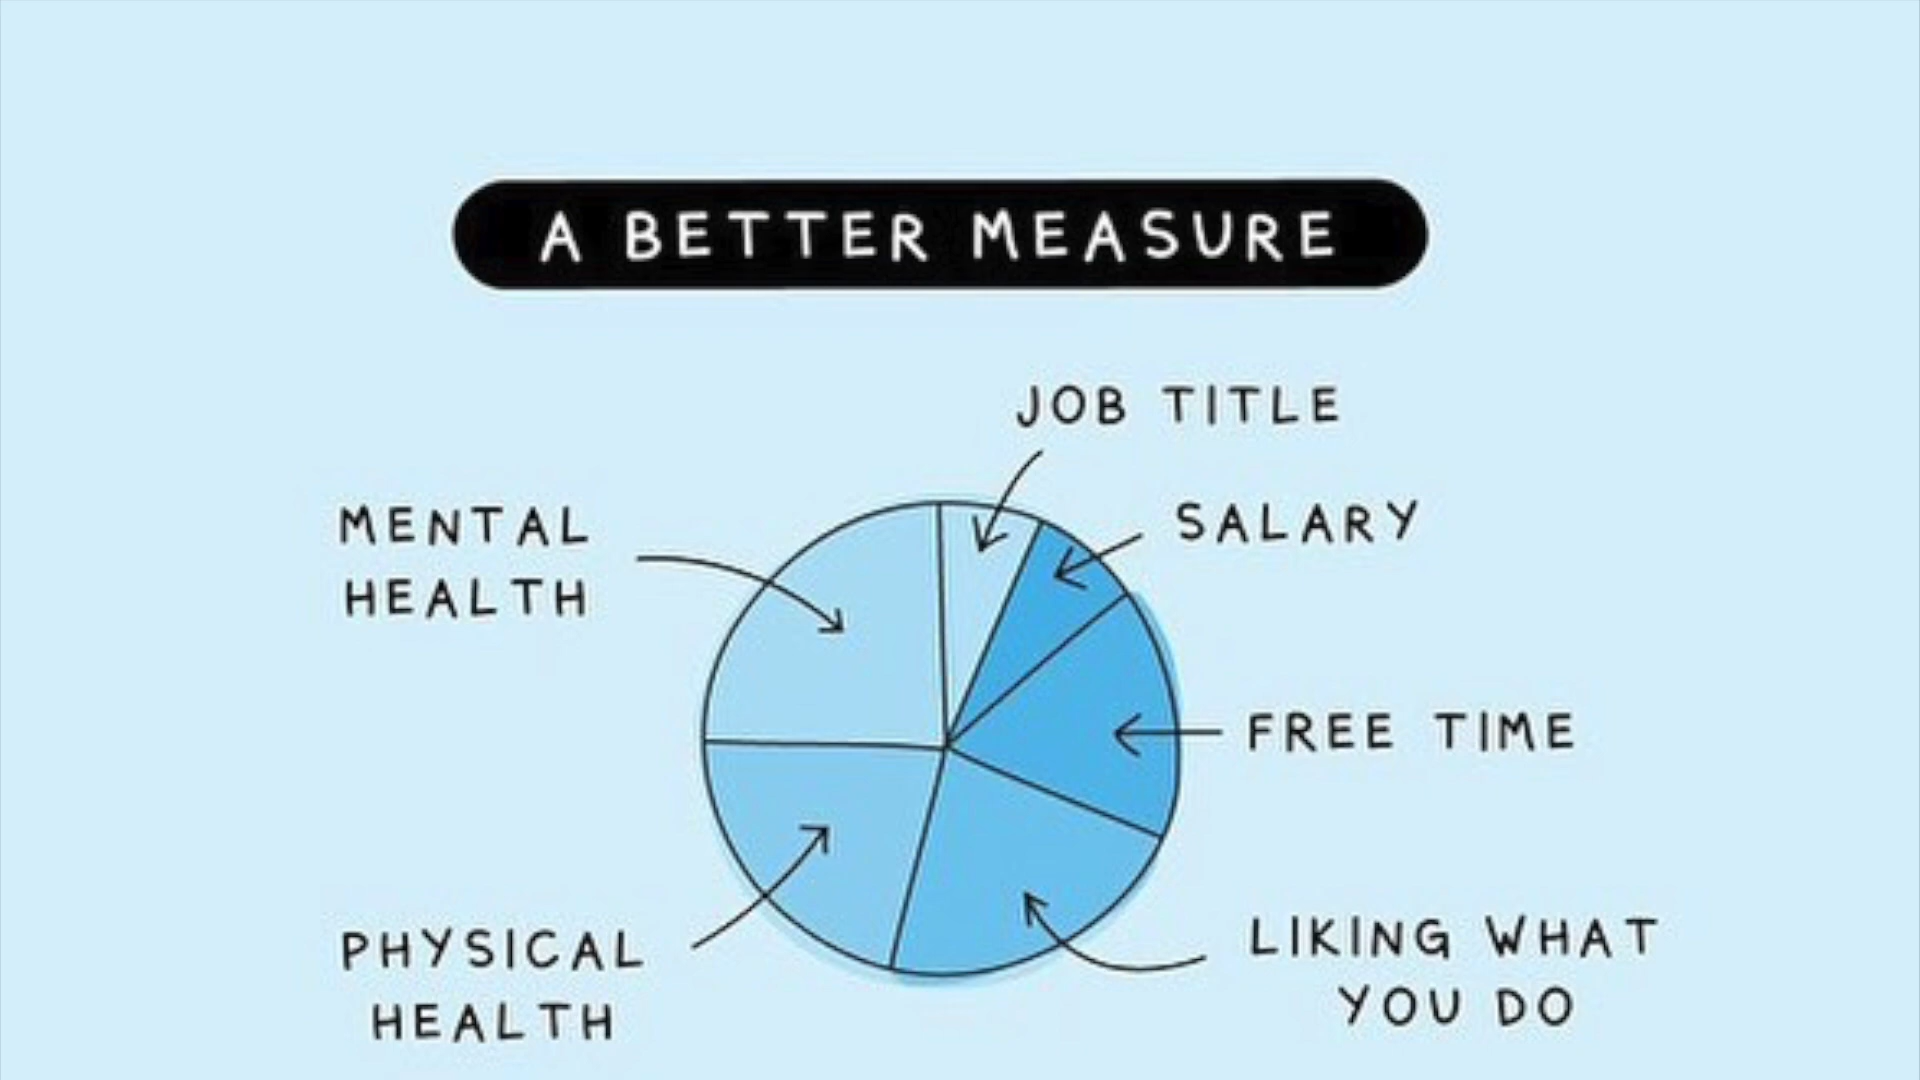 A BETTER MEASURE
JOB TITLE
SALARY
MENTAL
HEALTH
FREE TIME
PHYSICAL
HEALTH
LIKING WHAT
YOU DO